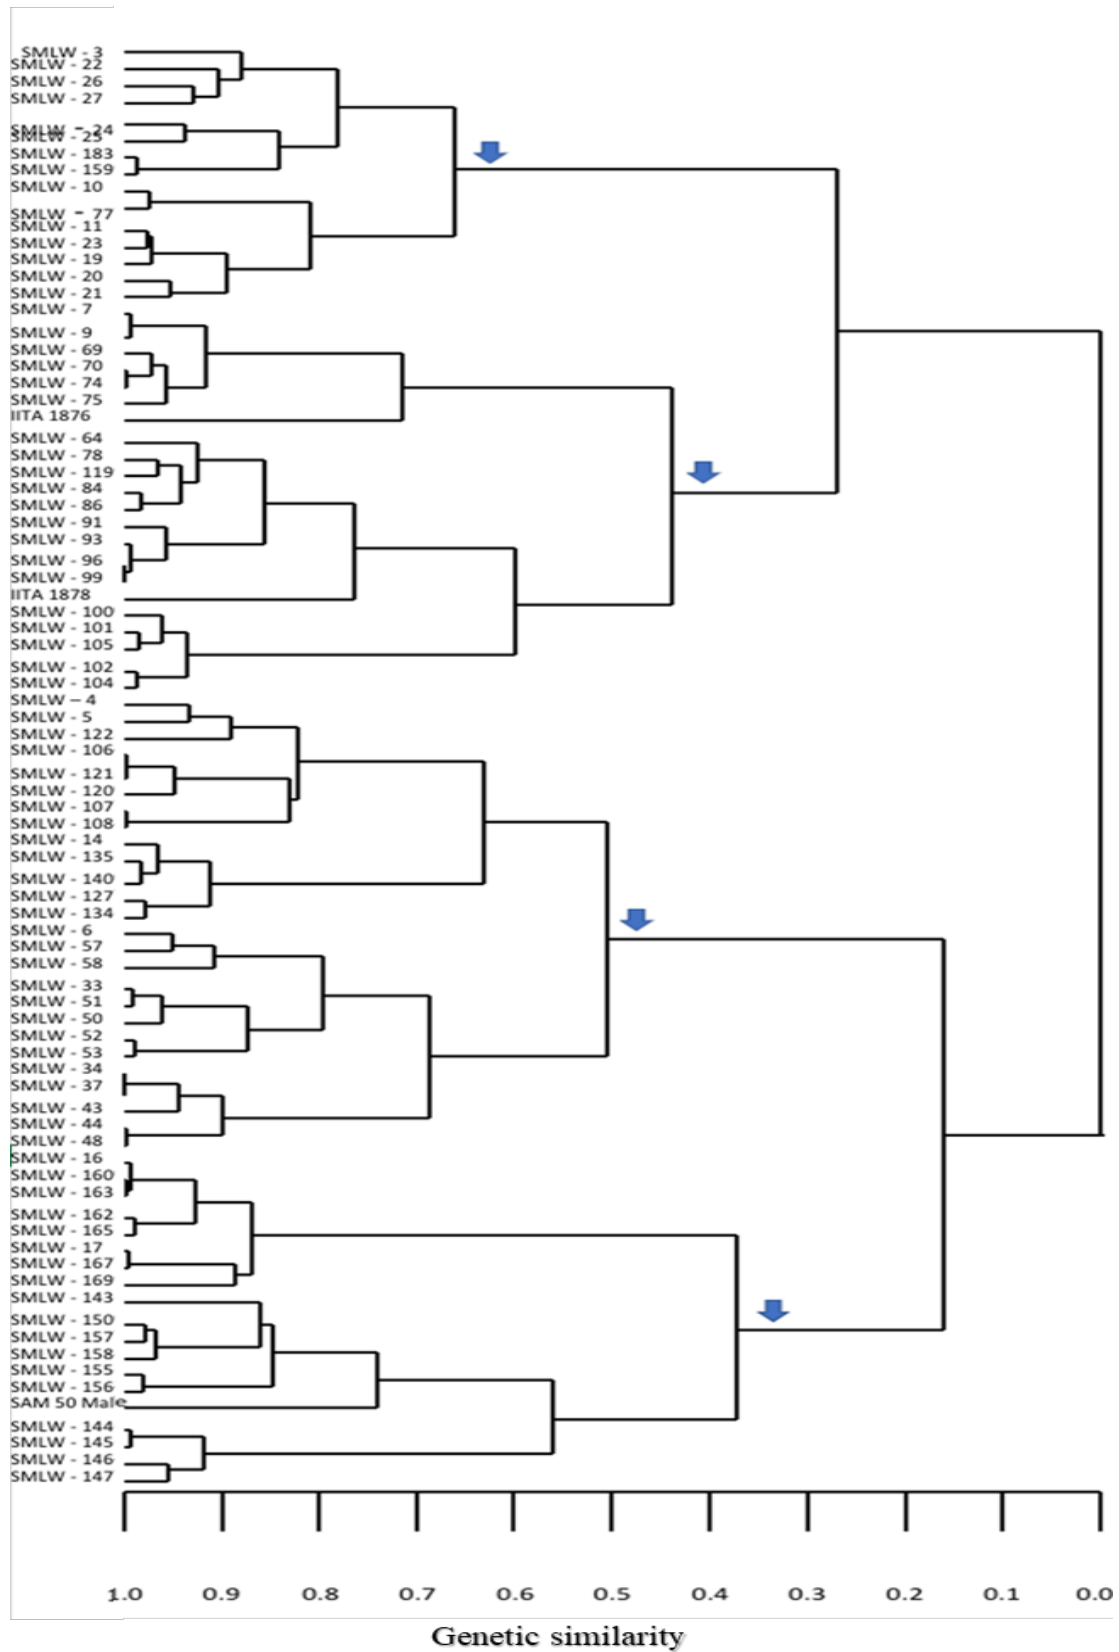 SMLW - 3
SMLW - 22
SMLW - 26
SMLW - 27
SMLW - 24
SMLW - 25
SMLW - 183
SMLW - 159
SMLW - 10
SMLW - 77
SMLW - 11
SMLW - 23
SMLW - 19
SMLW - 20
SMLW - 21
SMLW - 7
SMLW - 9
SMLW - 69
SMLW - 70
SMLW - 74
SMLW - 75
IITA 1876
SMLW - 64
SMLW - 78
SMLW - 119
SMLW - 84
SMLW - 86
SMLW - 91
SMLW - 93
SMLW - 96
SMLW - 99
IITA 1878
SMLW - 100
SMLW - 101
SMLW - 105
SMLW - 102
SMLW - 104
SMLW – 4
SMLW - 5
SMLW - 122
SMLW - 106
SMLW - 121
SMLW - 120
SMLW - 107
SMLW - 108
SMLW - 14
SMLW - 135
SMLW - 140
SMLW - 127
SMLW - 134
SMLW - 6
SMLW - 57
SMLW - 58
SMLW - 33
SMLW - 51
SMLW - 50
SMLW - 52
SMLW - 53
SMLW - 34
SMLW - 37
SMLW - 43
SMLW - 44
SMLW - 48
SMLW - 16
SMLW - 160
SMLW - 163
SMLW - 162
SMLW - 165
SMLW - 17
SMLW - 167
SMLW - 169
SMLW - 143
SMLW - 150
SMLW - 157
SMLW - 158
SMLW - 155
SMLW - 156
SAM 50 Male
SMLW - 144
SMLW - 145
SMLW - 146
SMLW - 147
1.0 0.9 0.8 0.7 0.6 0.5 0.4 0.3 0.2 0.1 0.0
Genetic similarity